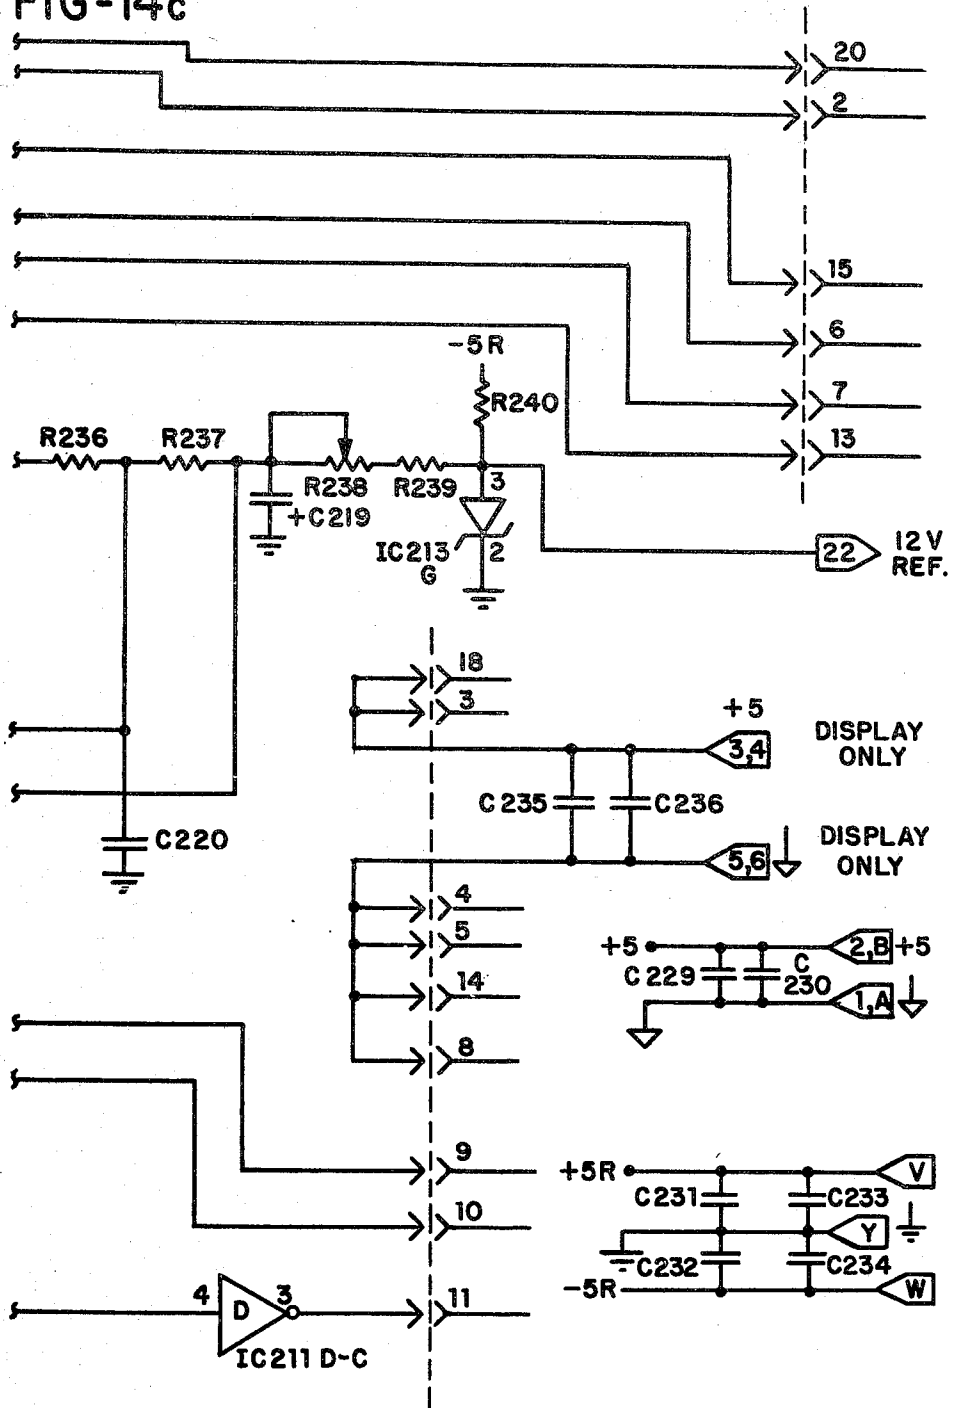 FIG-14c
20
2
15
6
7
13
-5R
R240
R236
R237
R238
R239
3
+C219
IC213
G
2
22
12V
REF.
18
3
+5
3,4
DISPLAY
ONLY
C235
C236
C220
5,6
DISPLAY
ONLY
4
5
14
8
+5
2,B
+5
C229
C
230
1,A
9
10
+5R
V
C231
C233
Y
C232
C234
-5R
W
4
D
3
11
IC211 D-C